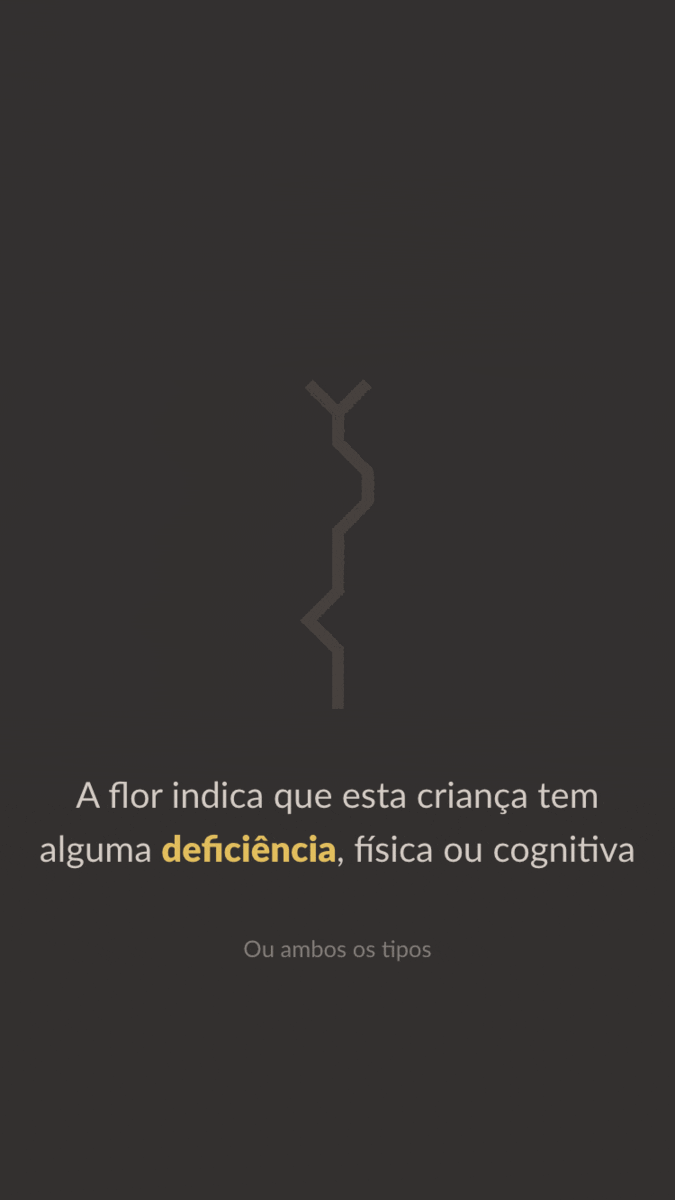 A flor indica que esta criança tem
alguma deficiência, física ou cognitiva
Ou ambos os tipos